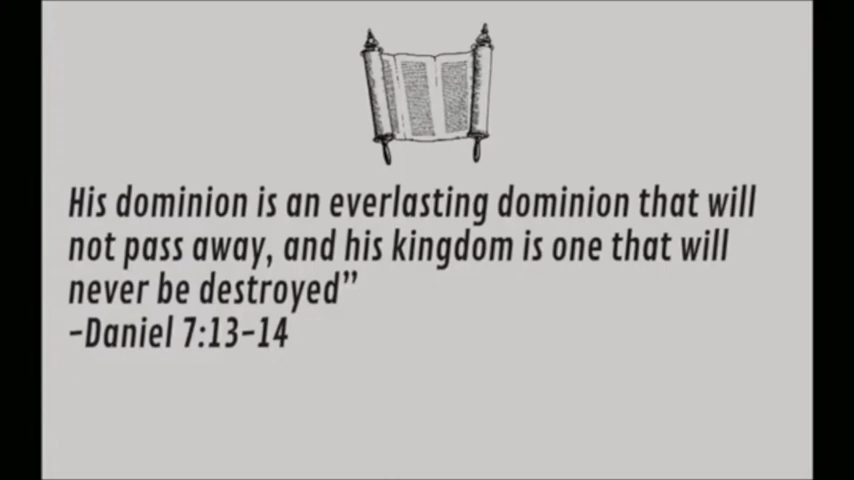 His dominion is an everlasting dominion that will
not pass away, and his kingdom is one that will
never be destroyed”
-Daniel 7:13-14